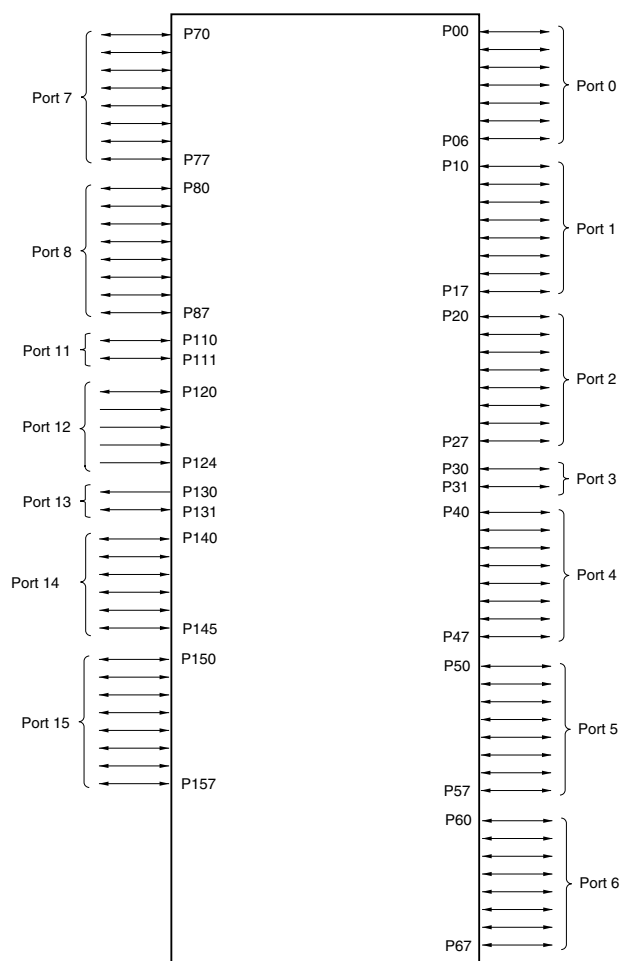 P70
Port 7
P77
P80
Port 8
P87
Port 11
P110
P111
P120
Port 12
P124
Port 13
P130
P131
P140
Port 14
P145
P150
Port 15
P157
P00
Port 0
P06
P10
Port 1
P17
P20
Port 2
P27
P30
Port 3
P31
P40
Port 4
P47
P50
Port 5
P57
P60
Port 6
P67